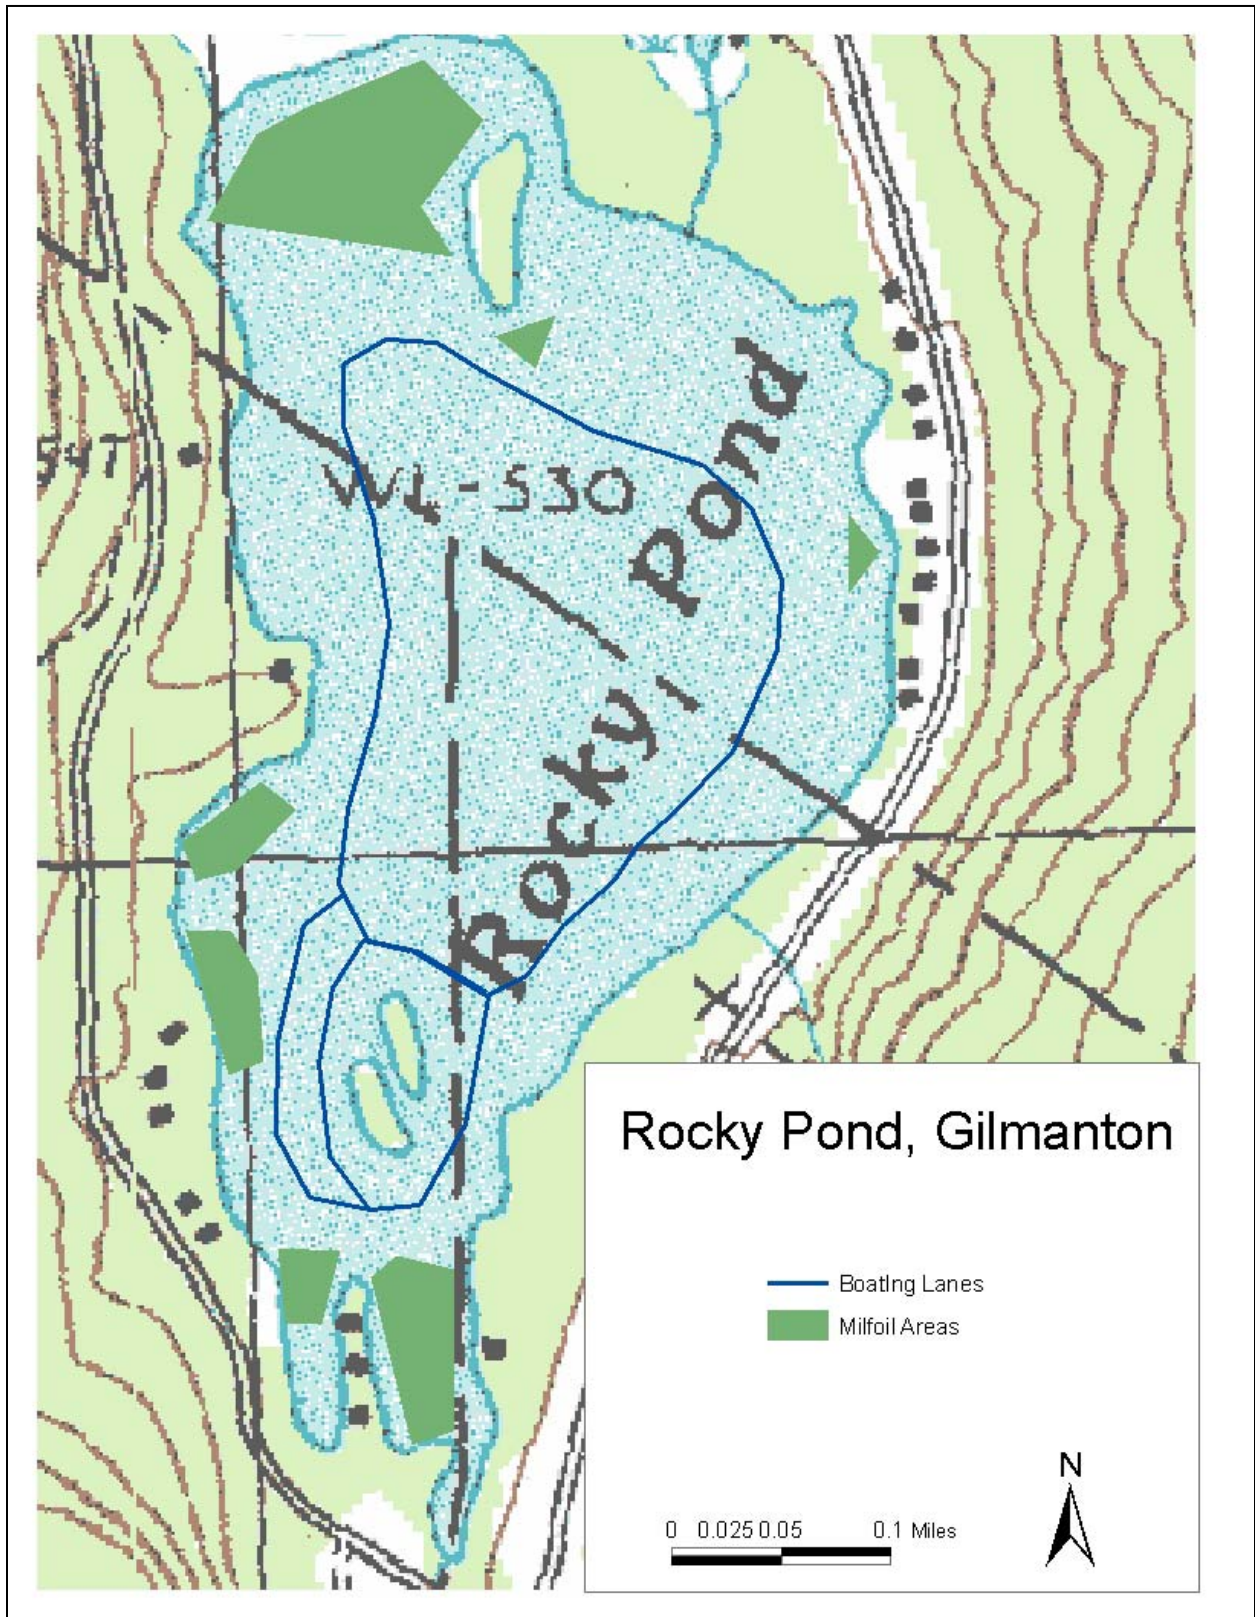 547
WL-530
Rocky Pond
Rocky Pond, Gilmanton
Boating Lanes
Milfoil Areas
N
0 0.025 0.05 0.1 Miles